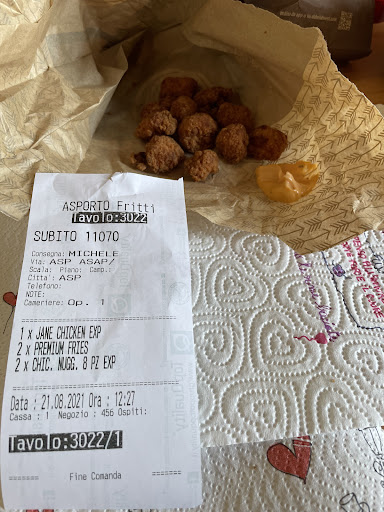 ASPORTO Fritti
Tavolo:3022
SUBITO 11070
Consegna: MICHELE
Via: ASP ASAP/
Scala: Piano: Camp.:
Citta': ASP
Telefono:
NOTE:
Cameriere: Op. 1
1 x JANE CHICKEN EXP
2 x PREMIUM FRIES
2 x CHIC. NUGG. 8 PZ EXP
Data : 21.08.2021 Ora : 12:27
Cassa : 1 Negozio : 456 Ospiti:
Tavolo:3022/1
Fine Comanda